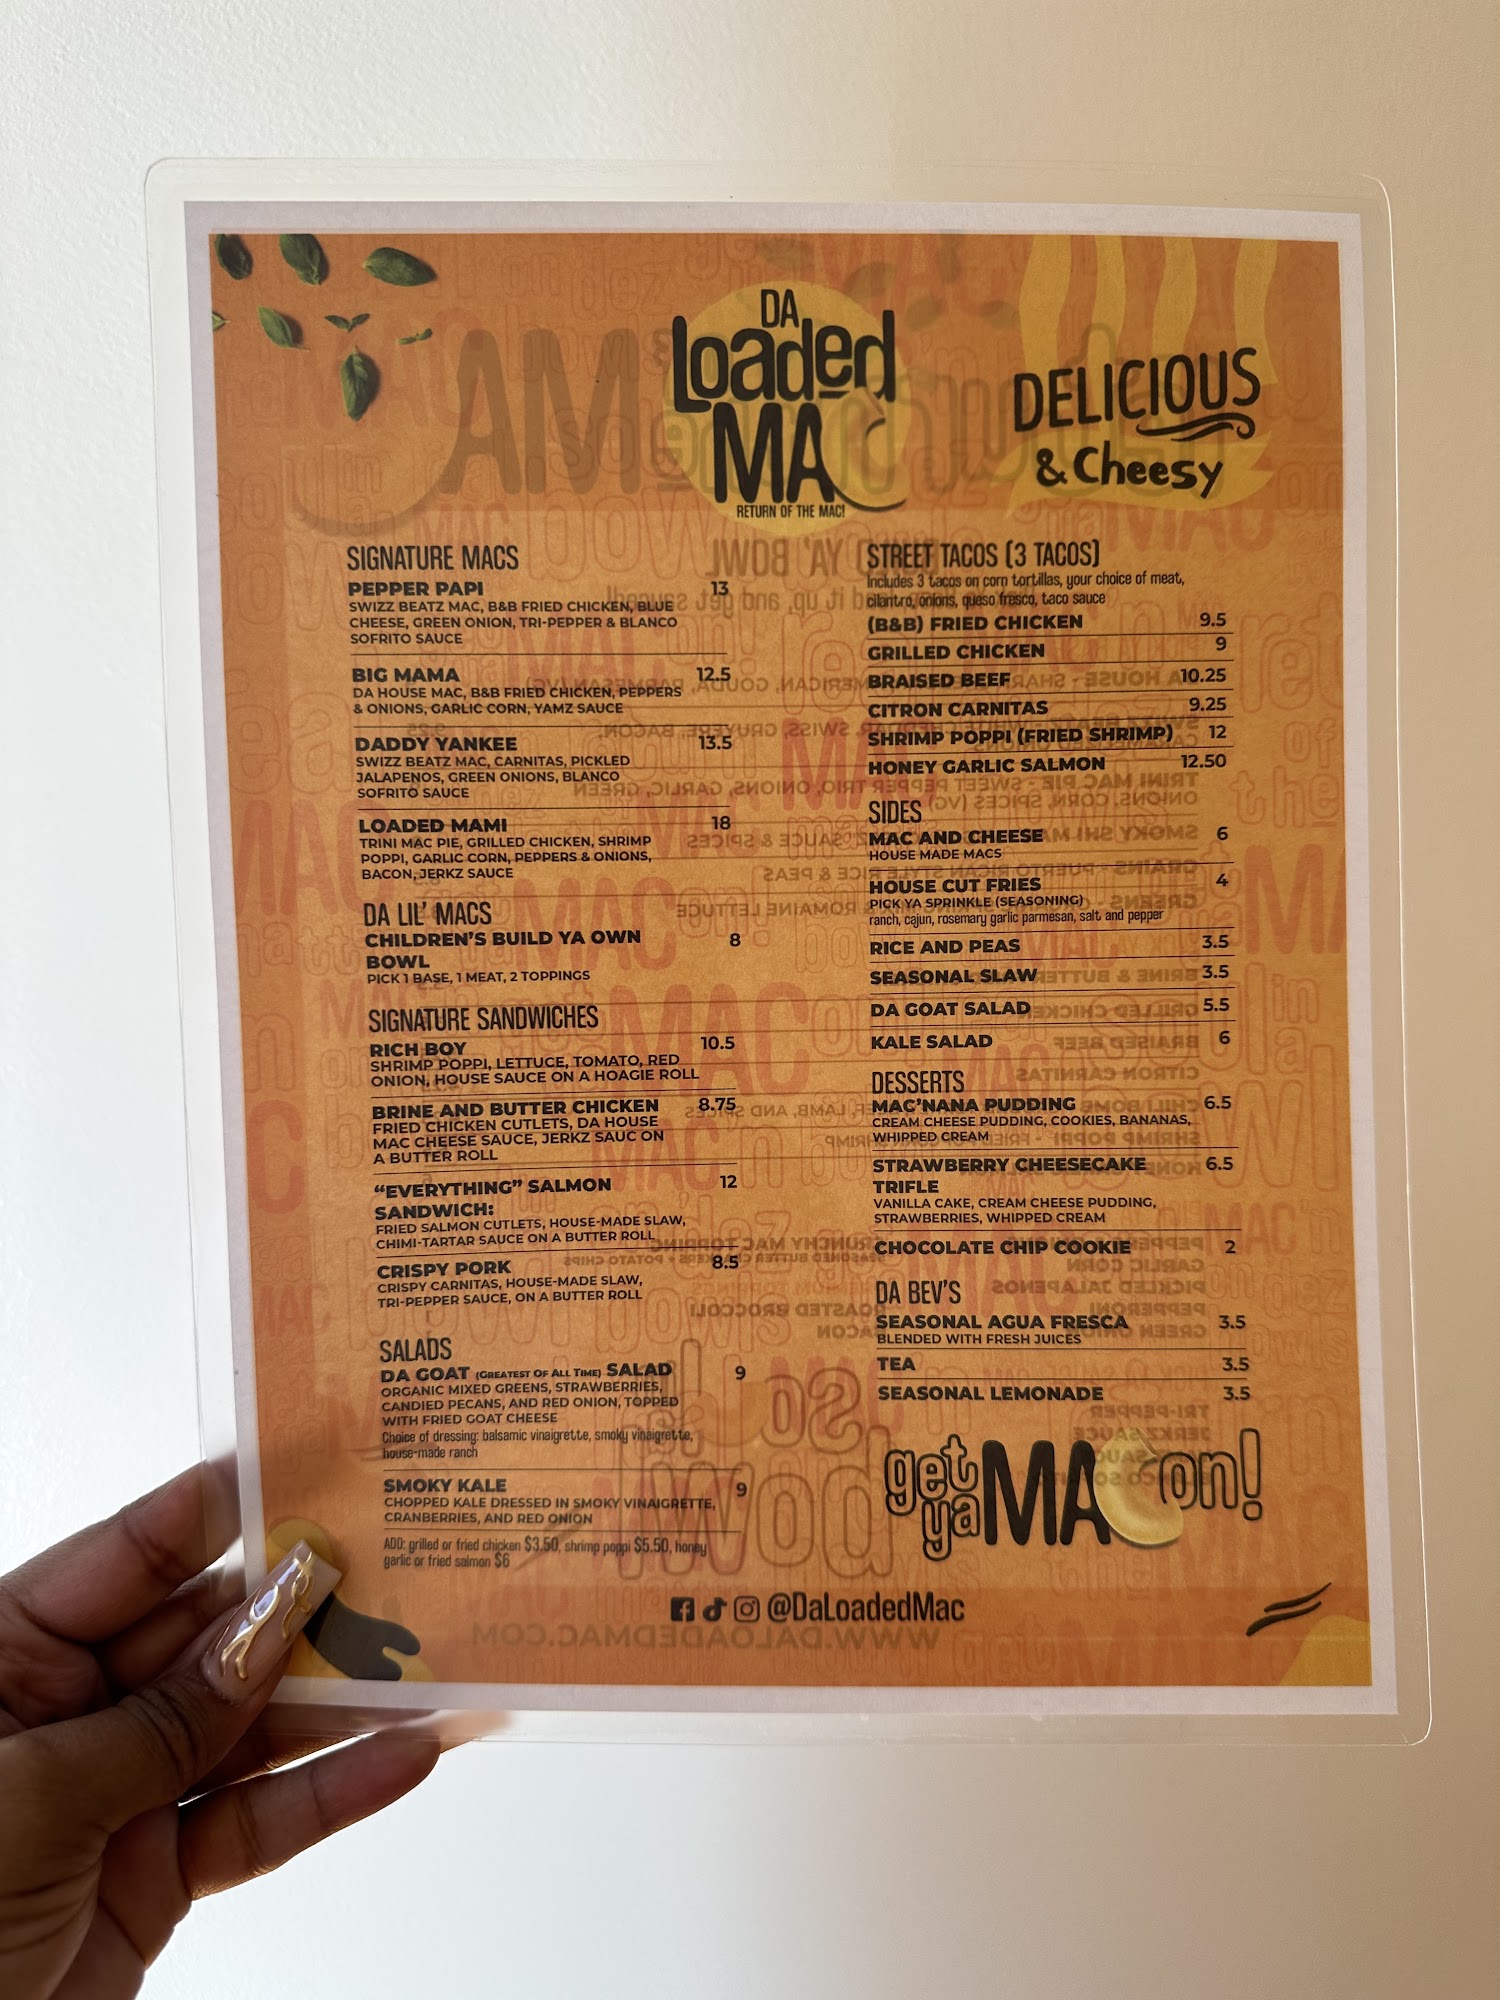 DA
Loaded
MAC
RETURN OF THE MAC!
DELICIOUS
& Cheesy
SIGNATURE MACS
PEPPER PAPI 13
SWIZZ BEATZ MAC, B&B FRIED CHICKEN, BLUE
CHEESE, GREEN ONION, TRI-PEPPER & BLANCO
SOFRITO SAUCE
BIG MAMA 12.5
DA HOUSE MAC, B&B FRIED CHICKEN, PEPPERS
& ONIONS, GARLIC CORN, YAMZ SAUCE
DADDY YANKEE 13.5
SWIZZ BEATZ MAC, CARNITAS, PICKLED
JALAPENOS, GREEN ONIONS, BLANCO
SOFRITO SAUCE
LOADED MAMI 18
TRINI MAC PIE, GRILLED CHICKEN, SHRIMP
POPPI, GARLIC CORN, PEPPERS & ONIONS,
BACON, JERKZ SAUCE
DA LIL' MACS
CHILDREN'S BUILD YA OWN 8
BOWL
PICK 1 BASE, 1 MEAT, 2 TOPPINGS
SIGNATURE SANDWICHES
RICH BOY 10.5
SHRIMP POPPI, LETTUCE, TOMATO, RED
ONION, HOUSE SAUCE ON A HOAGIE ROLL
BRINE AND BUTTER CHICKEN 8.75
FRIED CHICKEN CUTLETS, DA HOUSE
MAC CHEESE SAUCE, JERKZ SAUC ON
A BUTTER ROLL
“EVERYTHING” SALMON 12
SANDWICH:
FRIED SALMON CUTLETS, HOUSE-MADE SLAW,
CHIMI-TARTAR SAUCE ON A BUTTER ROLL
CRISPY PORK 8.5
CRISPY CARNITAS, HOUSE-MADE SLAW,
TRI-PEPPER SAUCE, ON A BUTTER ROLL
SALADS
DA GOAT (GREATEST OF ALL TIME) SALAD 9
ORGANIC MIXED GREENS, STRAWBERRIES,
CANDIED PECANS, AND RED ONION, TOPPED
WITH FRIED GOAT CHEESE
Choice of dressing: balsamic vinaigrette, smoky vinaigrette,
house-made ranch
SMOKY KALE 9
CHOPPED KALE DRESSED IN SMOKY VINAIGRETTE,
CRANBERRIES, AND RED ONION
ADD: grilled or fried chicken $3.50, shrimp poppi $5.50, honey
garlic or fried salmon $6
STREET TACOS (3 TACOS)
Includes 3 tacos on corn tortillas, your choice of meat,
cilantro, onions, queso fresco, taco sauce
(B&B) FRIED CHICKEN 9.5
GRILLED CHICKEN 9
BRAISED BEEF 10.25
CITRON CARNITAS 9.25
SHRIMP POPPI (FRIED SHRIMP) 12
HONEY GARLIC SALMON 12.50
SIDES
MAC AND CHEESE 6
HOUSE MADE MACS
HOUSE CUT FRIES 4
PICK YA SPRINKLE (SEASONING)
ranch, cajun, rosemary garlic parmesan, salt and pepper
RICE AND PEAS 3.5
SEASONAL SLAW 3.5
DA GOAT SALAD 5.5
KALE SALAD 6
DESSERTS
MAC'NANA PUDDING 6.5
CREAM CHEESE PUDDING, COOKIES, BANANAS,
WHIPPED CREAM
STRAWBERRY CHEESECAKE 6.5
TRIFLE
VANILLA CAKE, CREAM CHEESE PUDDING,
STRAWBERRIES, WHIPPED CREAM
CHOCOLATE CHIP COOKIE 2
DA BEV'S
SEASONAL AGUA FRESCA 3.5
BLENDED WITH FRESH JUICES
TEA 3.5
SEASONAL LEMONADE 3.5
get ya MAC on!
@DaLoadedMac
WWW.DALOADEDMAC.COM